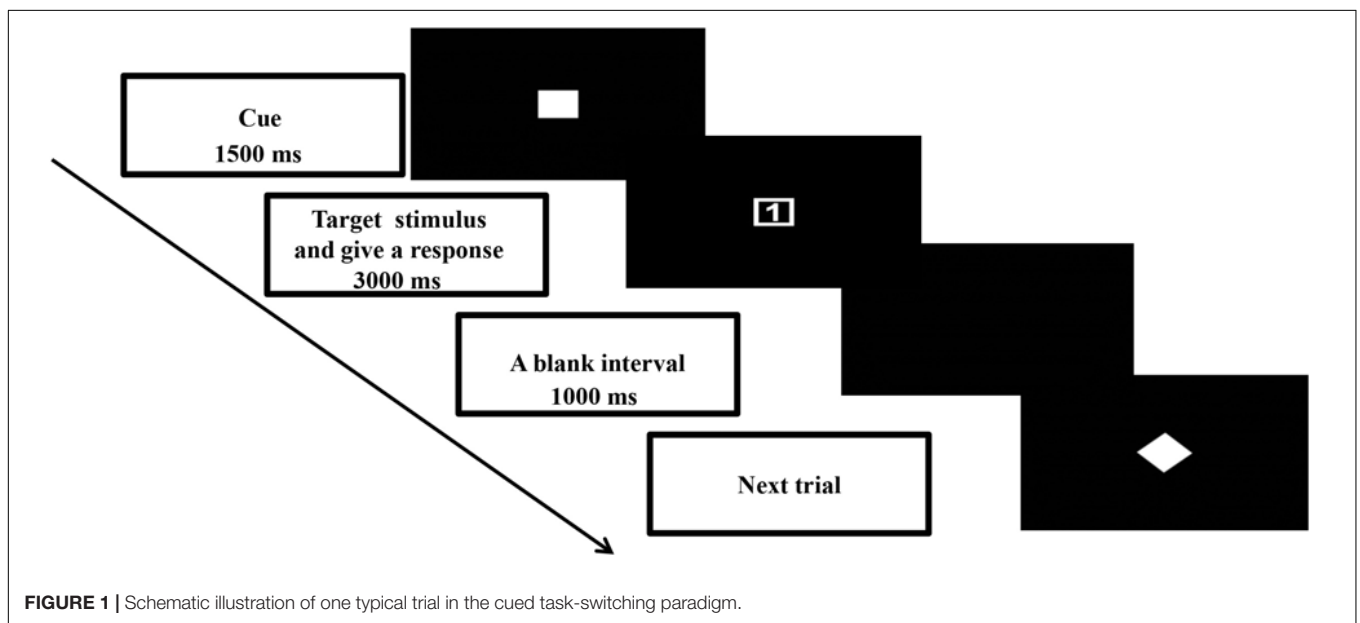 Cue
1500 ms
1
Target stimulus
and give a response
3000 ms
A blank interval
1000 ms
Next trial
FIGURE 1 | Schematic illustration of one typical trial in the cued task-switching paradigm.